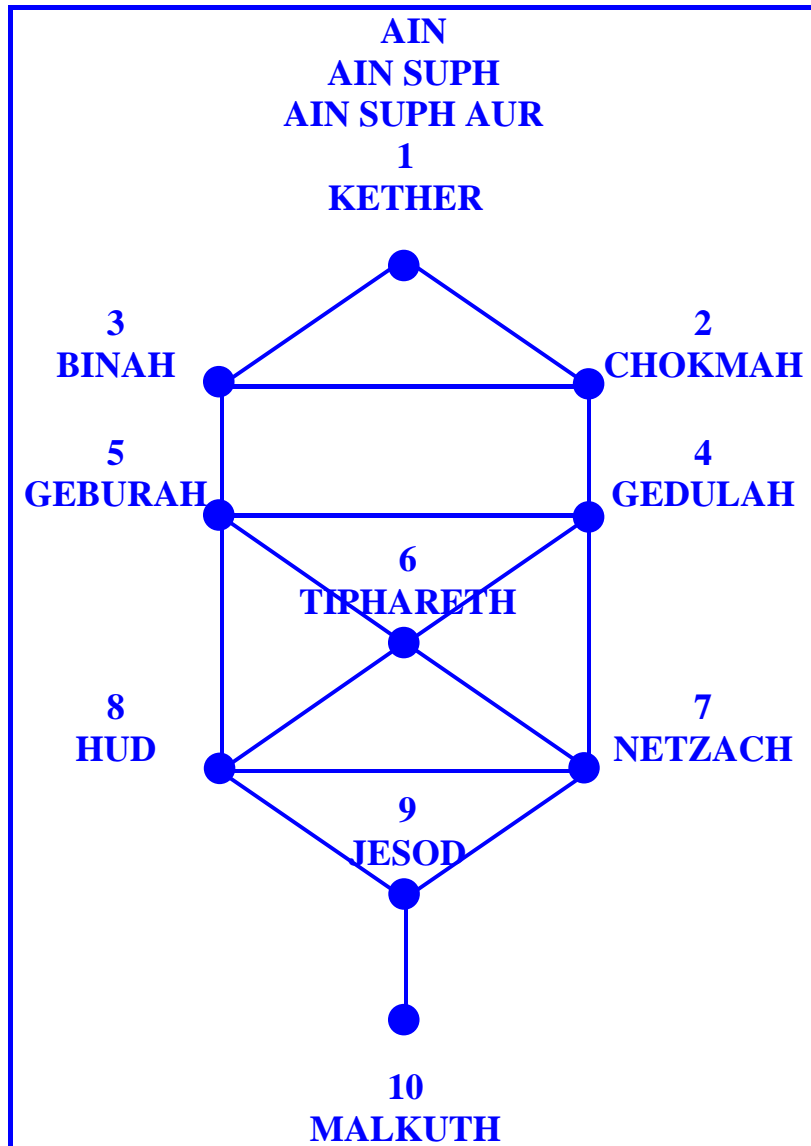 AIN
AIN SUPH
AIN SUPH AUR
1
KETHER
3
BINAH
2
CHOKMAH
5
GEBURAH
4
GEDULAH
6
TIPHARETH
8
HUD
7
NETZACH
9
JESOD
10
MALKUTH